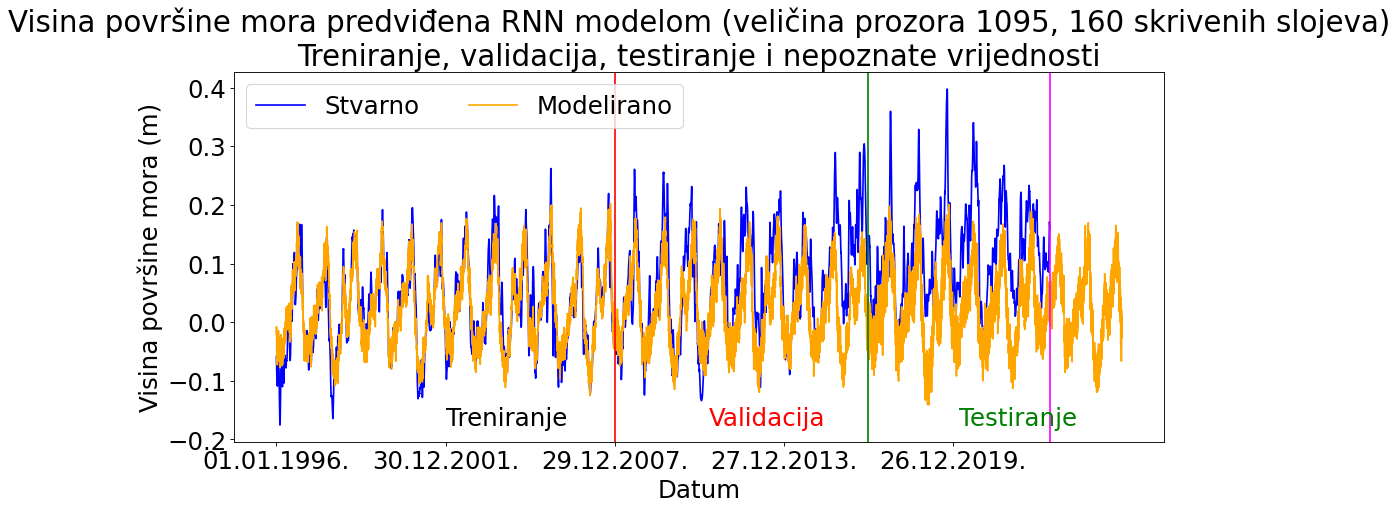 Visina površine mora predviđena RNN modelom (veličina prozora 1095, 160 skrivenih slojeva)
Treniranje, validacija, testiranje i nepoznate vrijednosti
Stvarno Modelirano
Visina površine mora (m)
0.4
0.3
0.2
0.1
0.0
−0.1
−0.2
Treniranje Validacija Testiranje
01.01.1996. 30.12.2001. 29.12.2007. 27.12.2013. 26.12.2019.
Datum